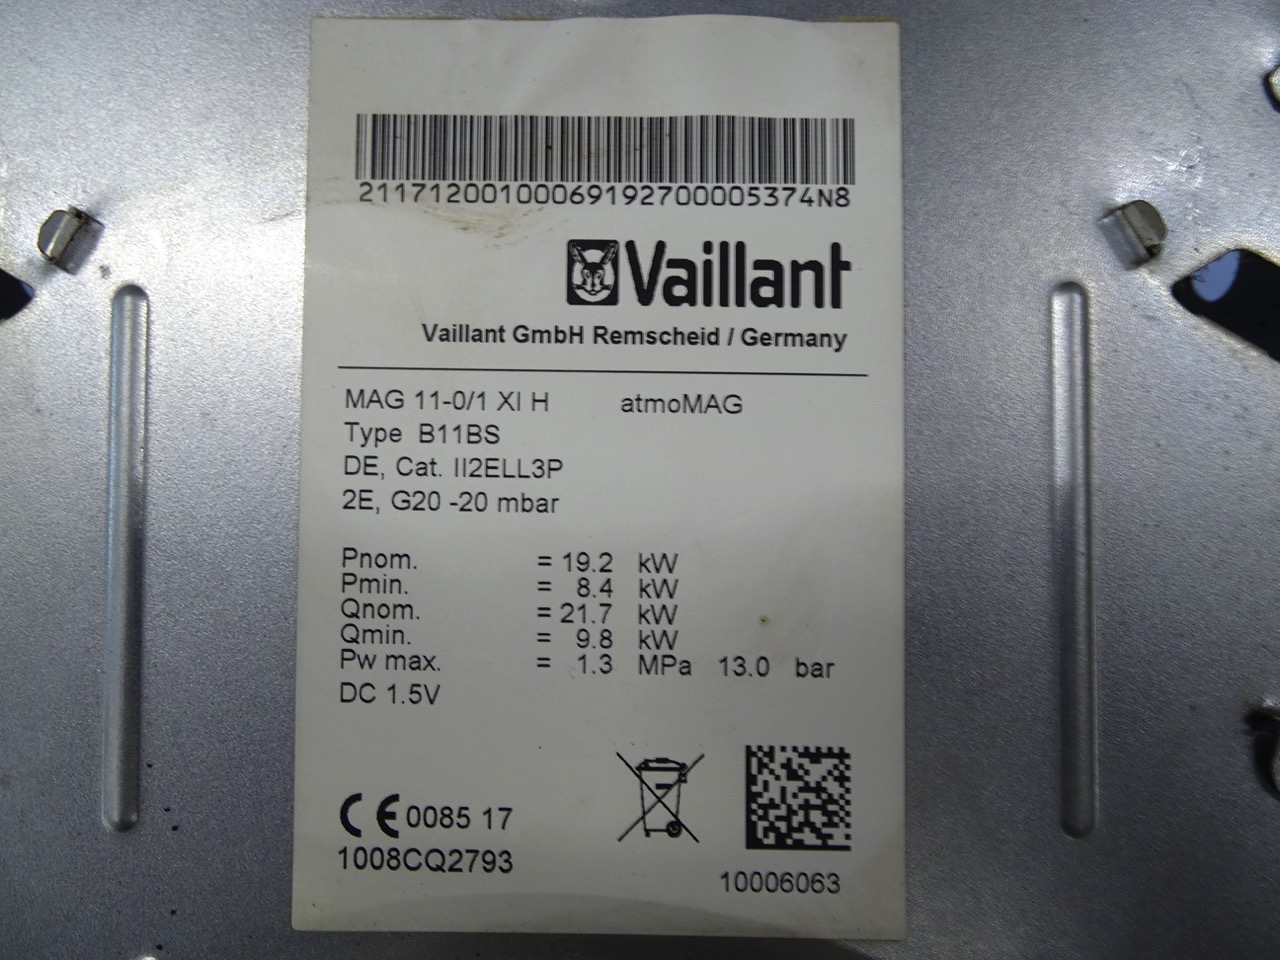 21171200100069192700005374N8
Vaillant
Vaillant GmbH Remscheid / Germany
MAG 11-0/1 XI H atmoMAG
Type B11BS
DE, Cat. II2ELL3P
2E, G20 -20 mbar
Pnom. = 19.2 kW
Pmin. = 8.4 kW
Qnom. = 21.7 kW
Qmin. = 9.8 kW
Pw max. = 1.3 MPa 13.0 bar
DC 1.5V
CE 0085 17
1008CQ2793
10006063